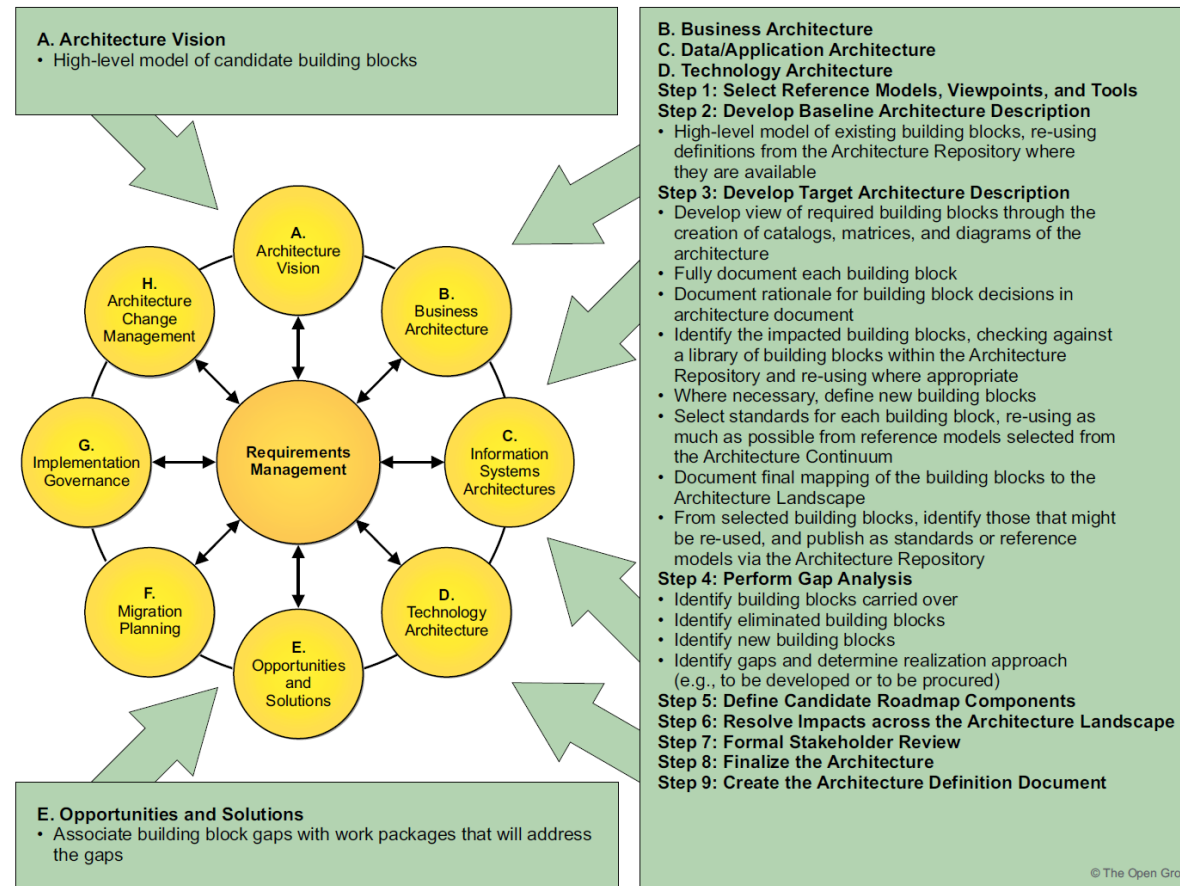 A. Architecture Vision
• High-level model of candidate building blocks
B. Business Architecture
C. Data/Application Architecture
D. Technology Architecture
Step 1: Select Reference Models, Viewpoints, and Tools
Step 2: Develop Baseline Architecture Description
• High-level model of existing building blocks, re-using
definitions from the Architecture Repository where
they are available
Step 3: Develop Target Architecture Description
• Develop view of required building blocks through the
creation of catalogs, matrices, and diagrams of the
architecture
• Fully document each building block
• Document rationale for building block decisions in
architecture document
• Identify the impacted building blocks, checking against
a library of building blocks within the Architecture
Repository and re-using where appropriate
• Where necessary, define new building blocks
• Select standards for each building block, re-using as
much as possible from reference models selected from
the Architecture Continuum
• Document final mapping of the building blocks to the
Architecture Landscape
• From selected building blocks, identify those that might
be re-used, and publish as standards or reference
models via the Architecture Repository
Step 4: Perform Gap Analysis
• Identify building blocks carried over
• Identify eliminated building blocks
• Identify new building blocks
• Identify gaps and determine realization approach
(e.g., to be developed or to be procured)
Step 5: Define Candidate Roadmap Components
Step 6: Resolve Impacts across the Architecture Landscape
Step 7: Formal Stakeholder Review
Step 8: Finalize the Architecture
Step 9: Create the Architecture Definition Document
A.
Architecture
Vision
B.
Business
Architecture
C.
Information
Systems
Architectures
D.
Technology
Architecture
E.
Opportunities
and
Solutions
F.
Migration
Planning
G.
Implementation
Governance
H.
Architecture
Change
Management
Requirements
Management
E. Opportunities and Solutions
• Associate building block gaps with work packages that will address
the gaps
© The Open Gro